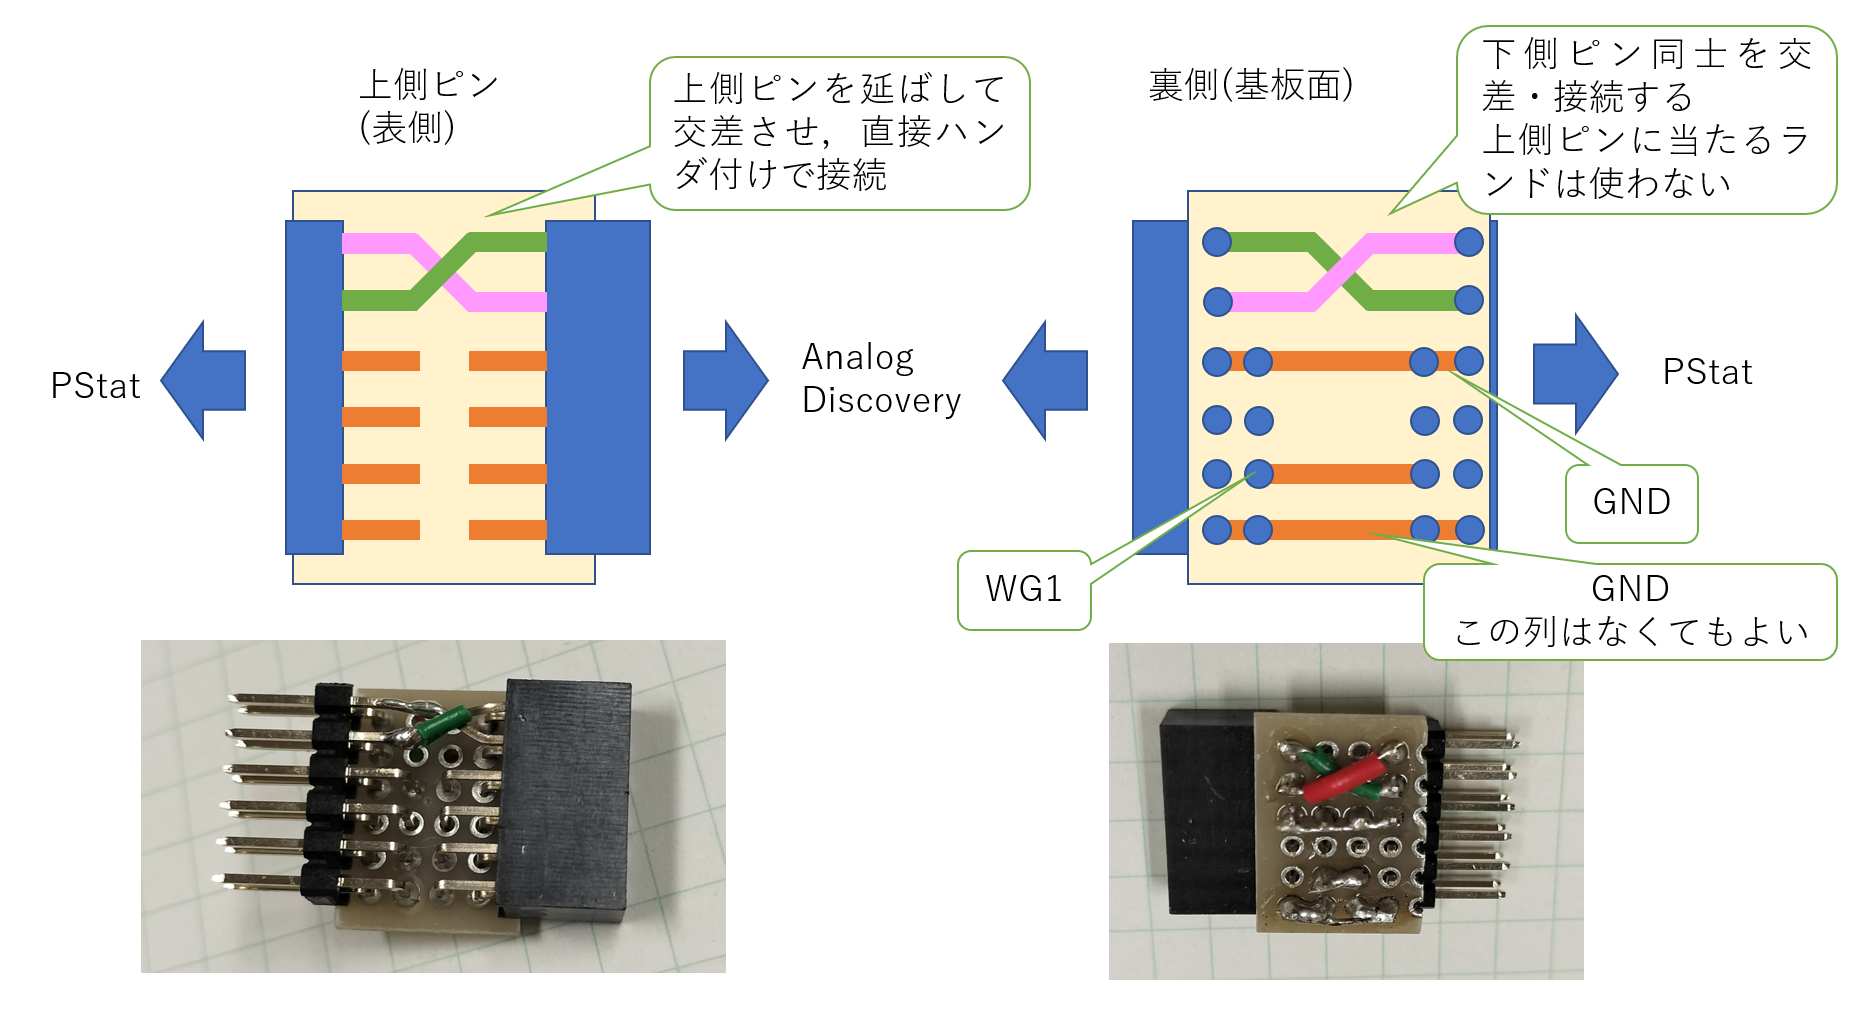 上側ピン
(表側)
上側ピンを延ばして
交差させ，直接ハン
ダ付けで接続
裏側(基板面)
下側ピン同士を交
差・接続する
上側ピンに当たるラ
ンドは使わない
PStat
Analog
Discovery
PStat
GND
WG1
GND
この列はなくてもよい